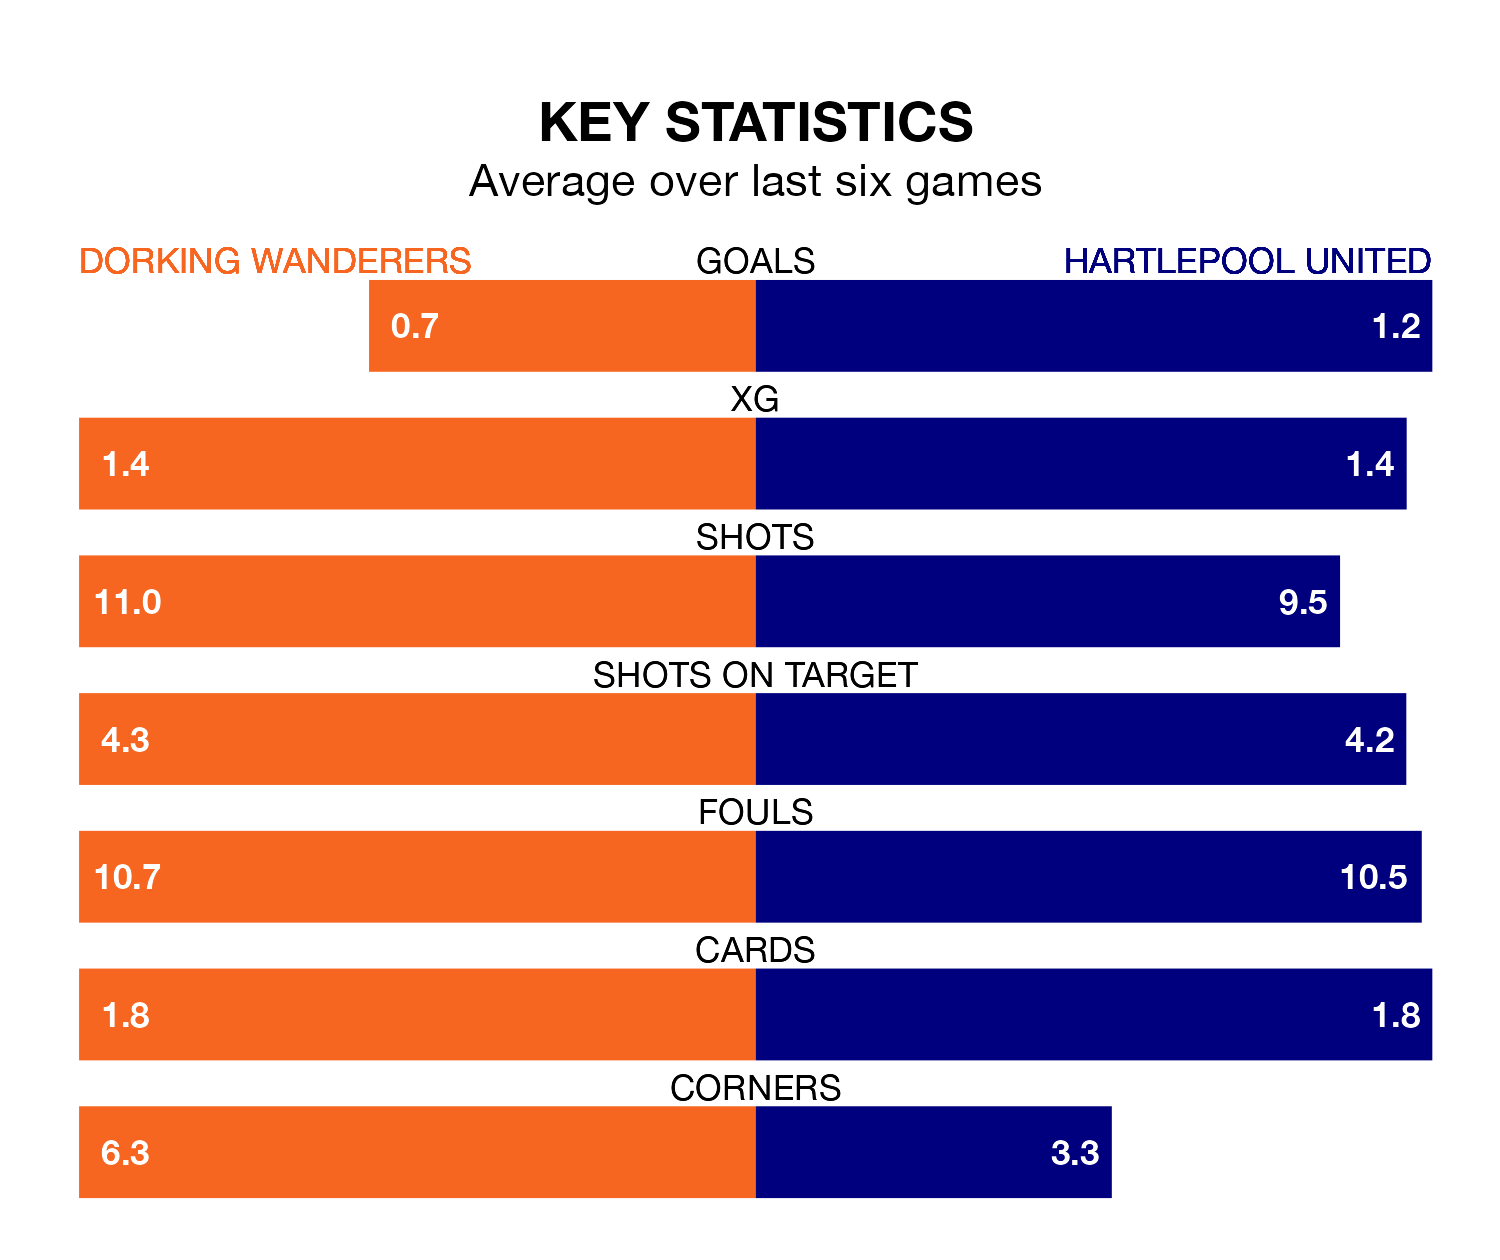 KEY STATISTICS
Average over last six games
DORKING WANDERERS GOALS HARTLEPOOL UNITED
0.7 1.2
XG
1.4 1.4
SHOTS
11.0 9.5
SHOTS ON TARGET
4.3 4.2
FOULS
10.7 10.5
CARDS
1.8 1.8
CORNERS
6.3 3.3